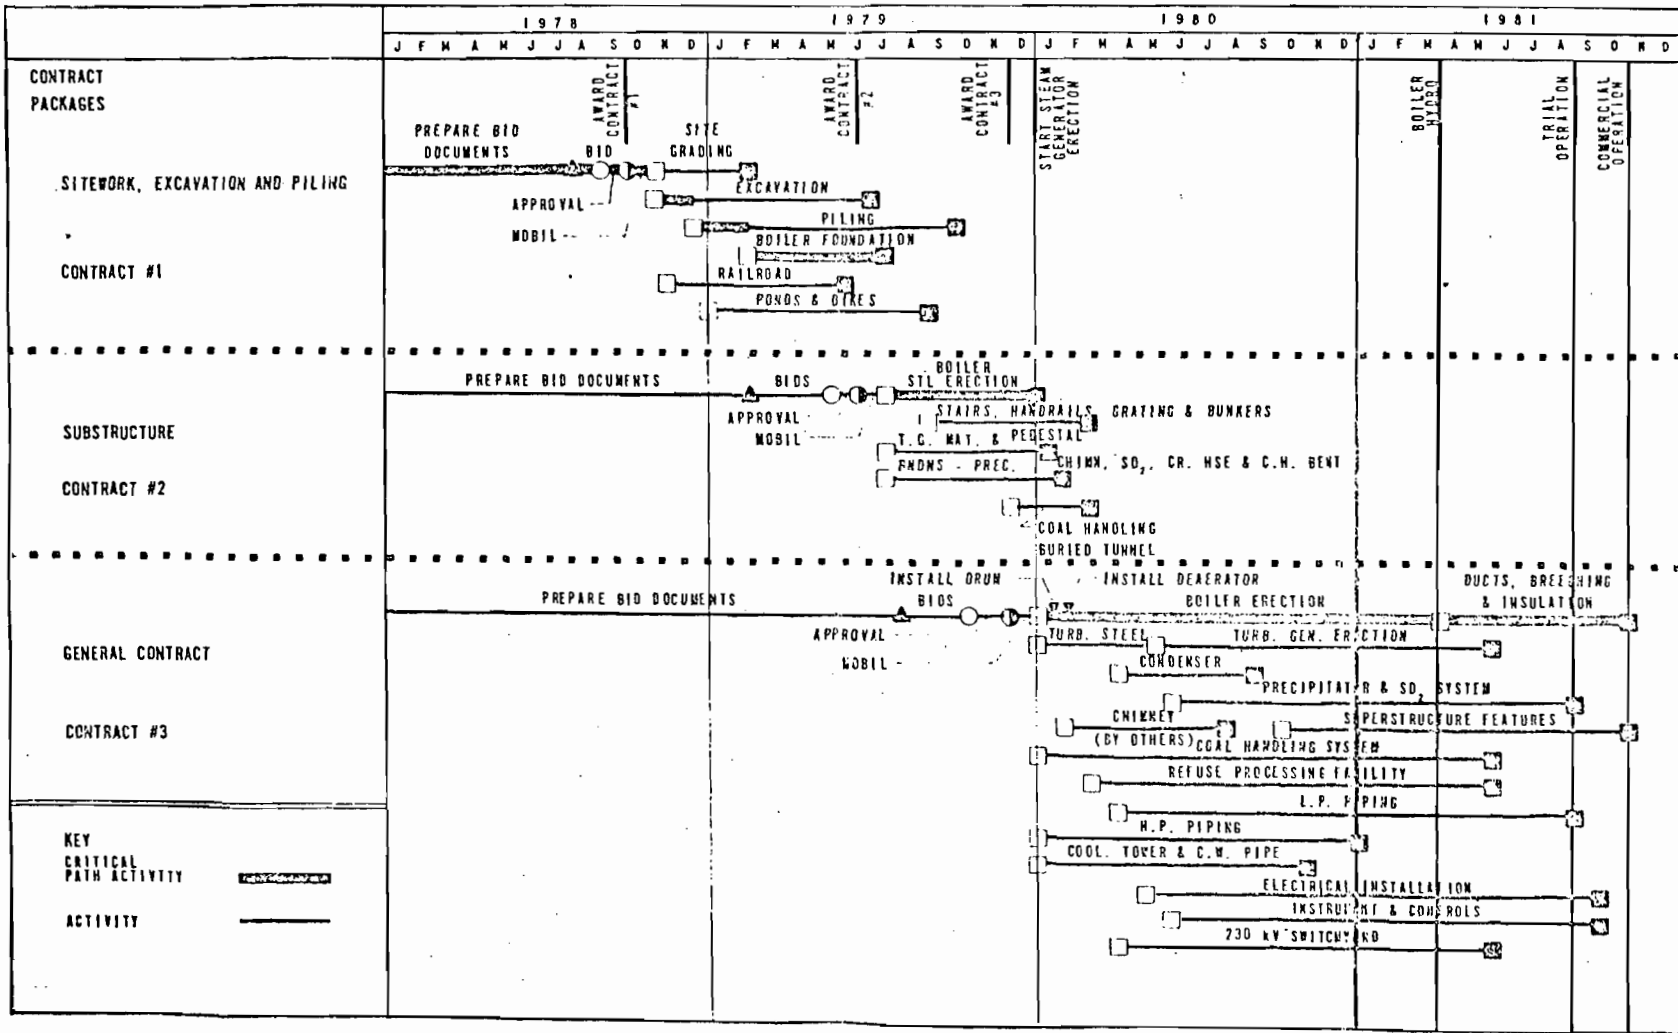 1978 1979 1980 1981
J F M A M J J A S O N D J F M A M J J A S O N D J F M A M J J A S O N D J F M A M J J A S O N D
CONTRACT
PACKAGES
AWARD
CONTRACT
#1
AWARD
CONTRACT
#2
AWARD
CONTRACT
#3
START STEAM
GENERATOR
ERECTION
BOILER
HYDRO
TRIAL
OPERATION
COMMERCIAL
OPERATION
PREPARE BID
DOCUMENTS
BID
SITE
GRADING
SITEWORK, EXCAVATION AND PILING
EXCAVATION
APPROVAL
PILING
MOBIL
BOILER FOUNDATION
CONTRACT #1
RAILROAD
PONDS & DIKES
PREPARE BID DOCUMENTS
BIDS
BOILER
STL ERECTION
APPROVAL
STAIRS, HANDRAILS, GRATING & BUNKERS
SUBSTRUCTURE
MOBIL
T.G. MAT. & PEDESTAL
FNDNS - PREC. CHIMN, SO2, CR. HSE & C.H. BENT
CONTRACT #2
COAL HANDLING
BURIED TUNNEL
INSTALL DRUM
INSTALL DEAERATOR
DUCTS, BREECHING
& INSULATION
PREPARE BID DOCUMENTS
BIDS
BOILER ERECTION
APPROVAL
TURB. STEEL
TURB. GEN. ERECTION
GENERAL CONTRACT
MOBIL
CONDENSER
PRECIPITATOR & SO2 SYSTEM
CONTRACT #3
CHIMNEY
(BY OTHERS)
SUPERSTRUCTURE FEATURES
COAL HANDLING SYSTEM
REFUSE PROCESSING FACILITY
L.P. PIPING
H.P. PIPING
COOL. TOWER & C.W. PIPE
ELECTRICAL INSTALLATION
INSTRUMENT & CONTROLS
230 kV SWITCHYARD
KEY
CRITICAL
PATH ACTIVITY
ACTIVITY